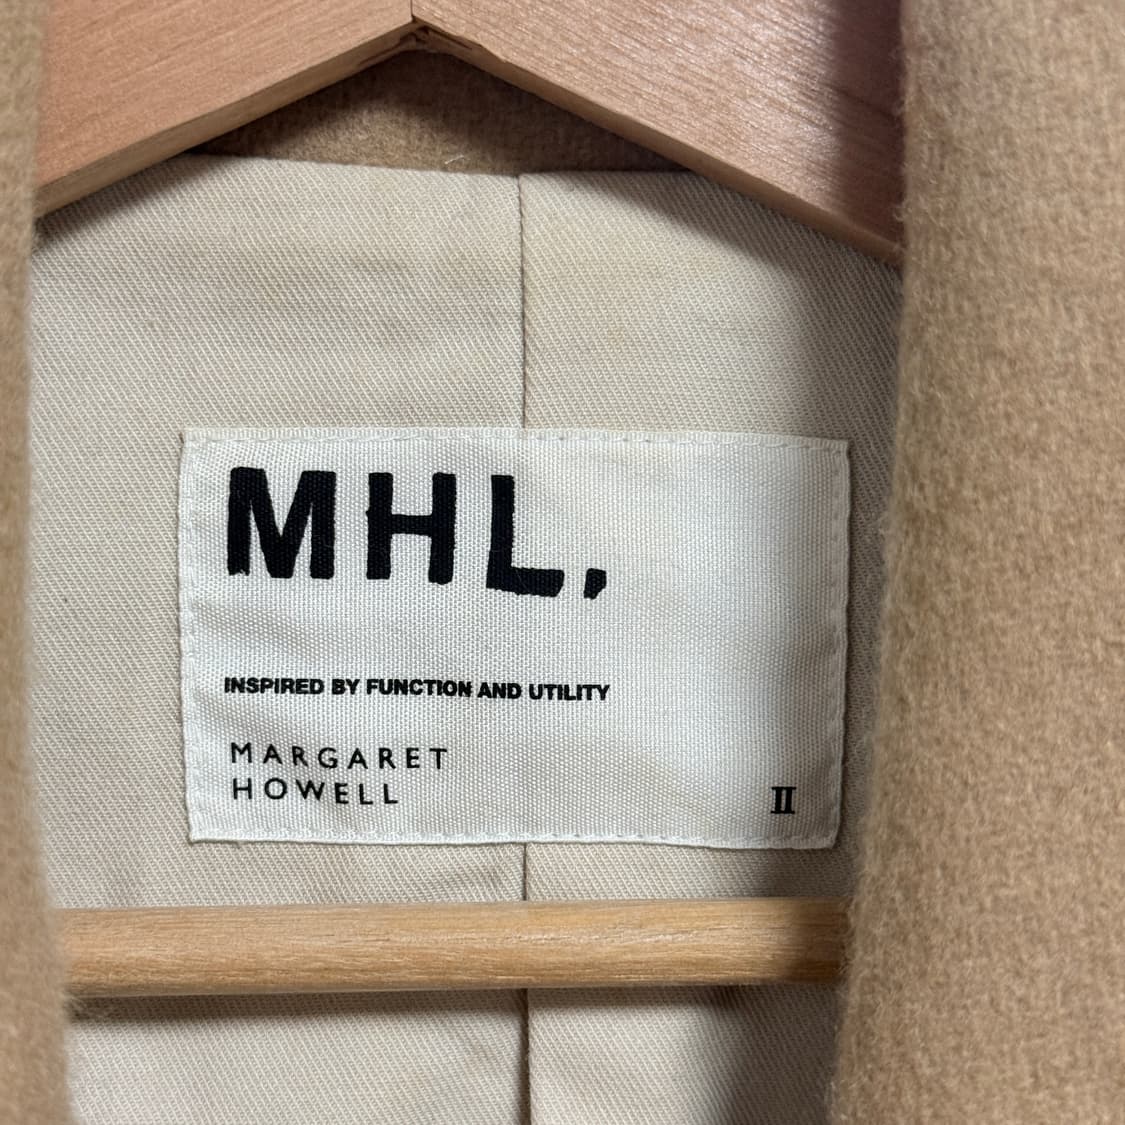 MHL.
INSPIRED BY FUNCTION AND UTILITY
MARGARET
HOWELL
II